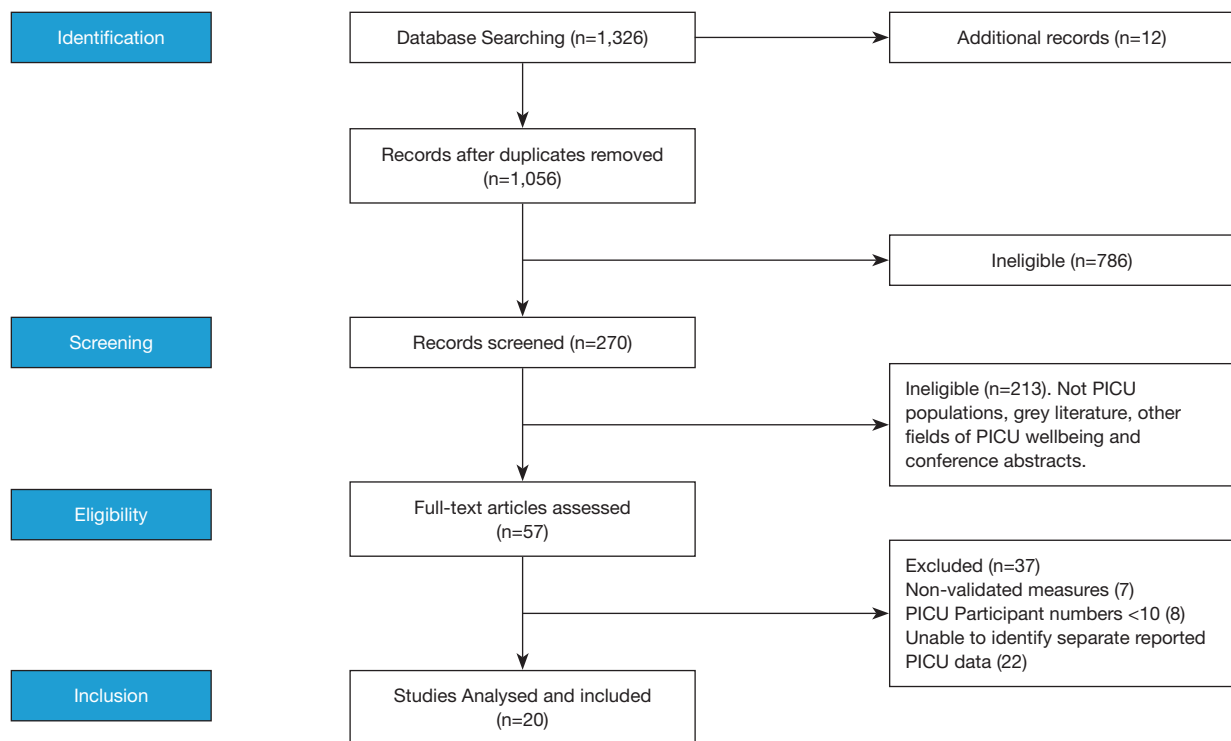 Identification
Database Searching (n=1,326)
Additional records (n=12)
Records after duplicates removed
(n=1,056)
Ineligible (n=786)
Screening
Records screened (n=270)
Ineligible (n=213). Not PICU
populations, grey literature, other
fields of PICU wellbeing and
conference abstracts.
Eligibility
Full-text articles assessed
(n=57)
Excluded (n=37)
Non-validated measures (7)
PICU Participant numbers <10 (8)
Unable to identify separate reported
PICU data (22)
Inclusion
Studies Analysed and included
(n=20)